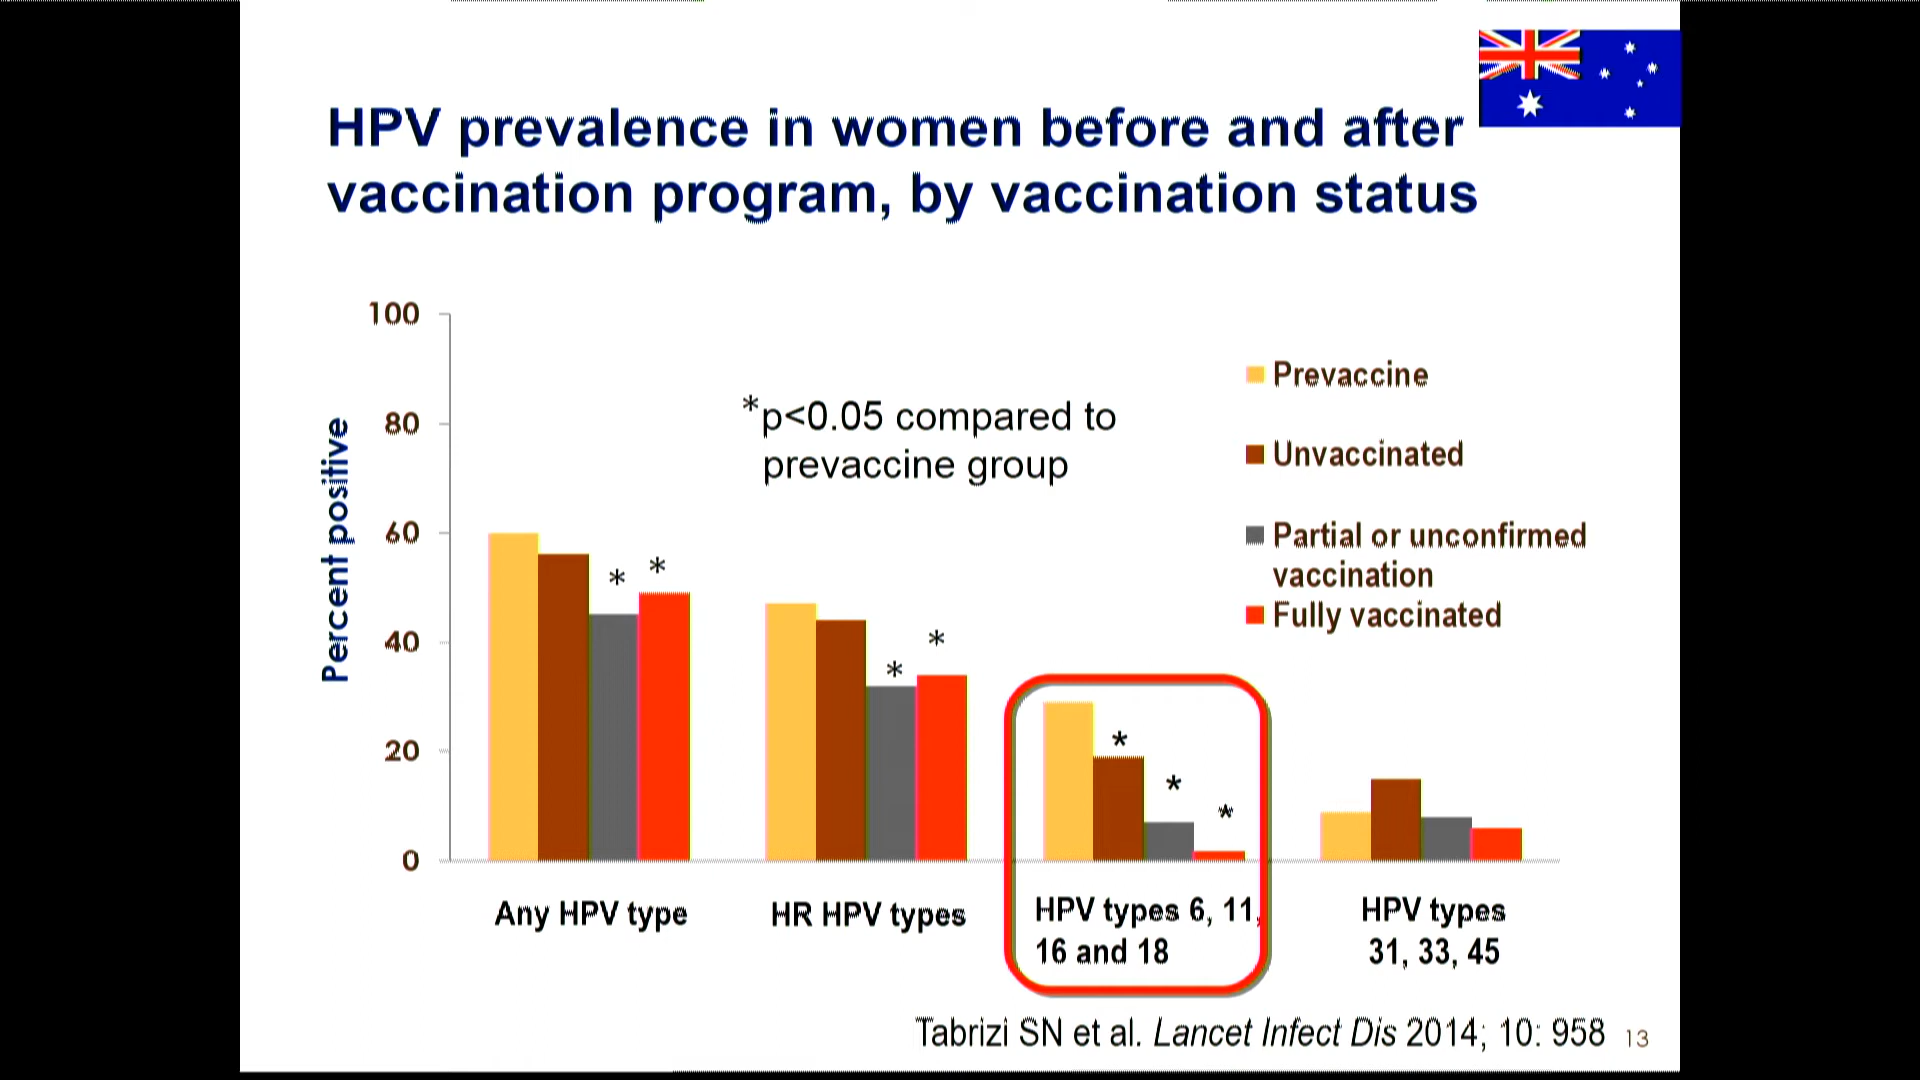 HPV prevalence in women before and after
vaccination program, by vaccination status
Percent positive
100
80
60
40
20
0
*p<0.05 compared to
prevaccine group
Prevaccine
Unvaccinated
Partial or unconfirmed
vaccination
Fully vaccinated
* *
* *
* * *
Any HPV type
HR HPV types
HPV types 6, 11,
16 and 18
HPV types
31, 33, 45
Tabrizi SN et al. Lancet Infect Dis 2014; 10: 958
13